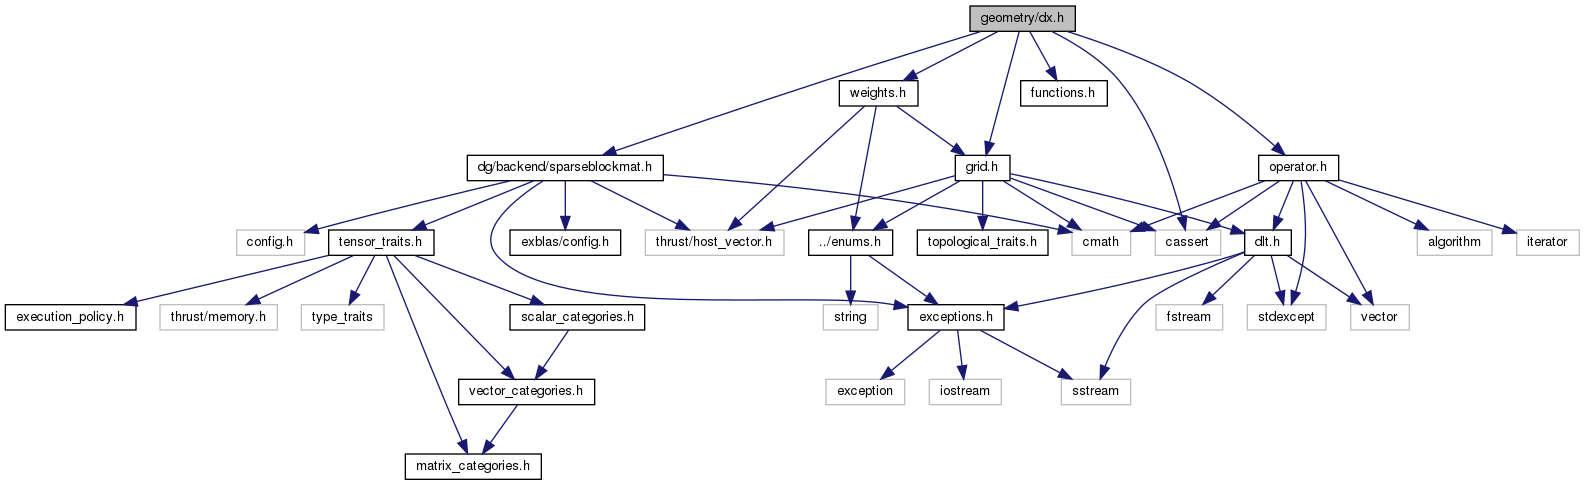 geometry/dx.h
weights.h
functions.h
dg/backend/sparseblockmat.h
grid.h
operator.h
config.h
tensor_traits.h
exblas/config.h
thrust/host_vector.h
../enums.h
topological_traits.h
cmath
cassert
dlt.h
algorithm
iterator
execution_policy.h
thrust/memory.h
type_traits
scalar_categories.h
string
exceptions.h
fstream
stdexcept
vector
vector_categories.h
exception
iostream
sstream
matrix_categories.h